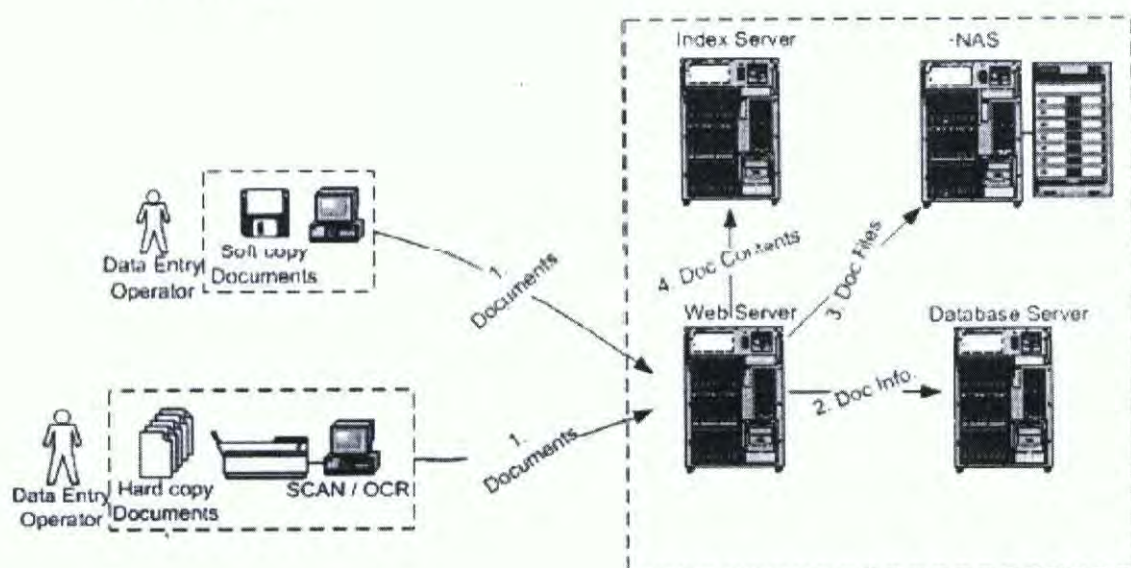 Index Server
-NAS
Data Entry
Operator
Soft copy
Documents
1.
Documents
4. Doc Contents
3. Doc Files
Web Server
Database Server
2. Doc Info.
Data Entry
Operator
Hard copy
Documents
SCAN / OCR
1.
Documents